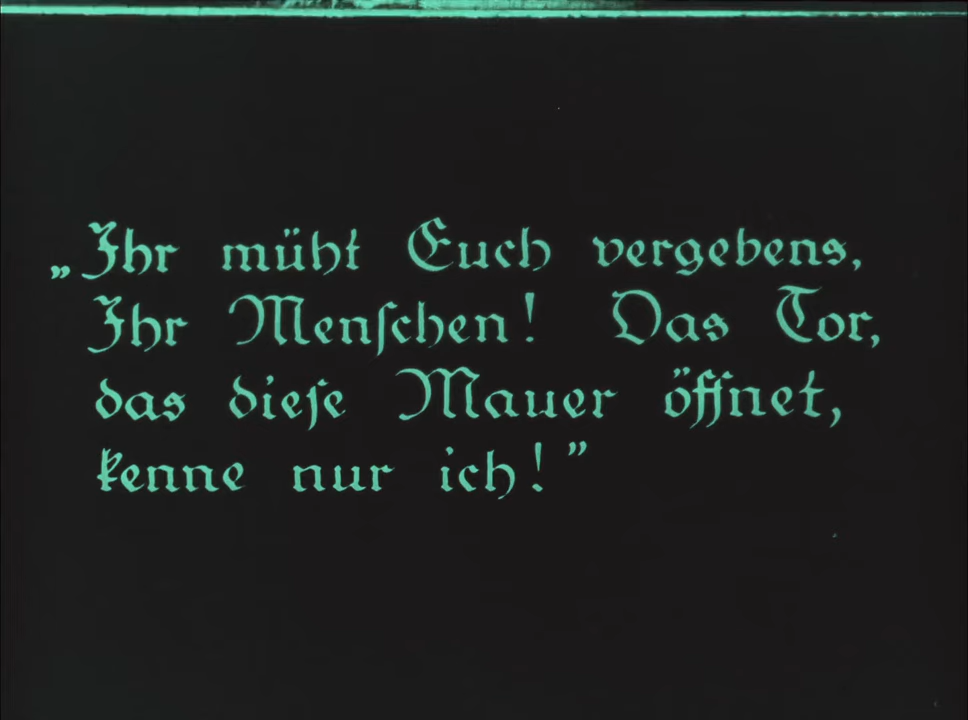 „Ihr müht Euch vergebens,
Ihr Menſchen! Das Tor,
das dieſe Mauer öffnet,
kenne nur ich!”